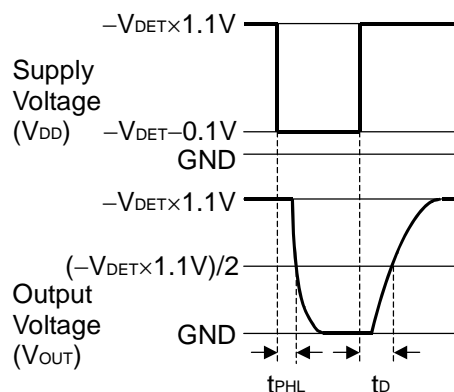 −VDET×1.1V
Supply
Voltage
(VDD)
−VDET−0.1V
GND
−VDET×1.1V
(−VDET×1.1V)/2
Output
Voltage
(VOUT)
GND
tPHL
tD